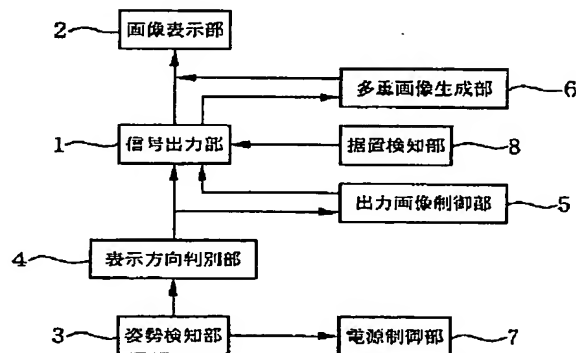 2 画像表示部
多重画像生成部 6
1 信号出力部
据置検知部 8
出力画像制御部 5
4 表示方向判別部
3 姿勢検知部
電源制御部 7